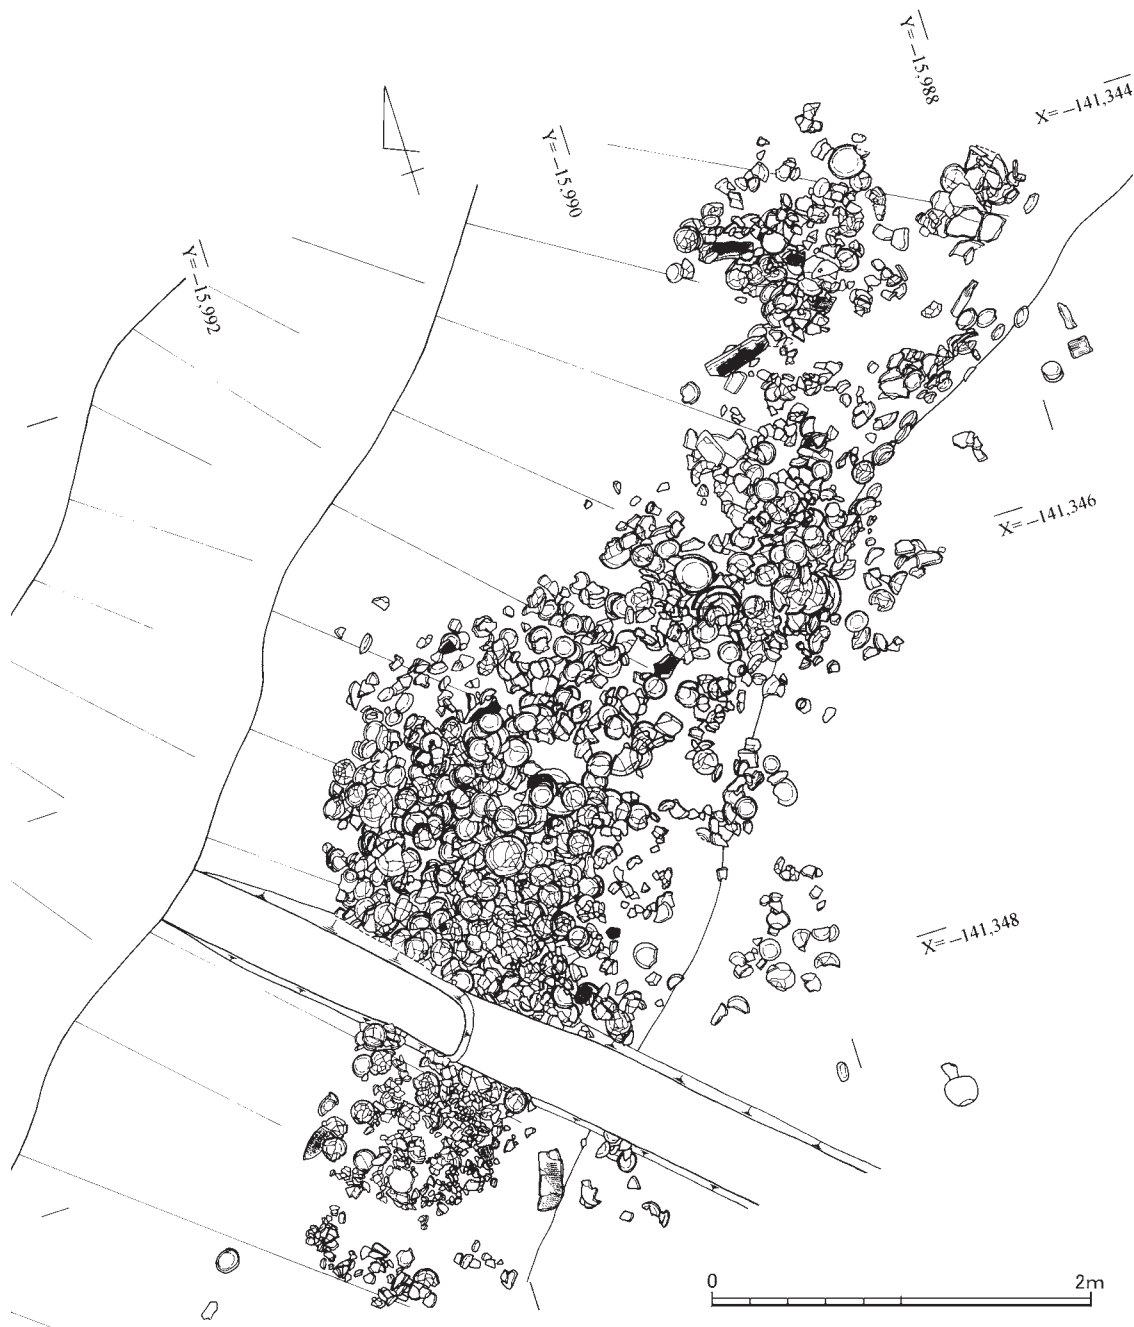 Y= –15,988
X= –141,344
Y= –15,990
Y= –15,992
X= –141,346
X= –141,348
0 2m